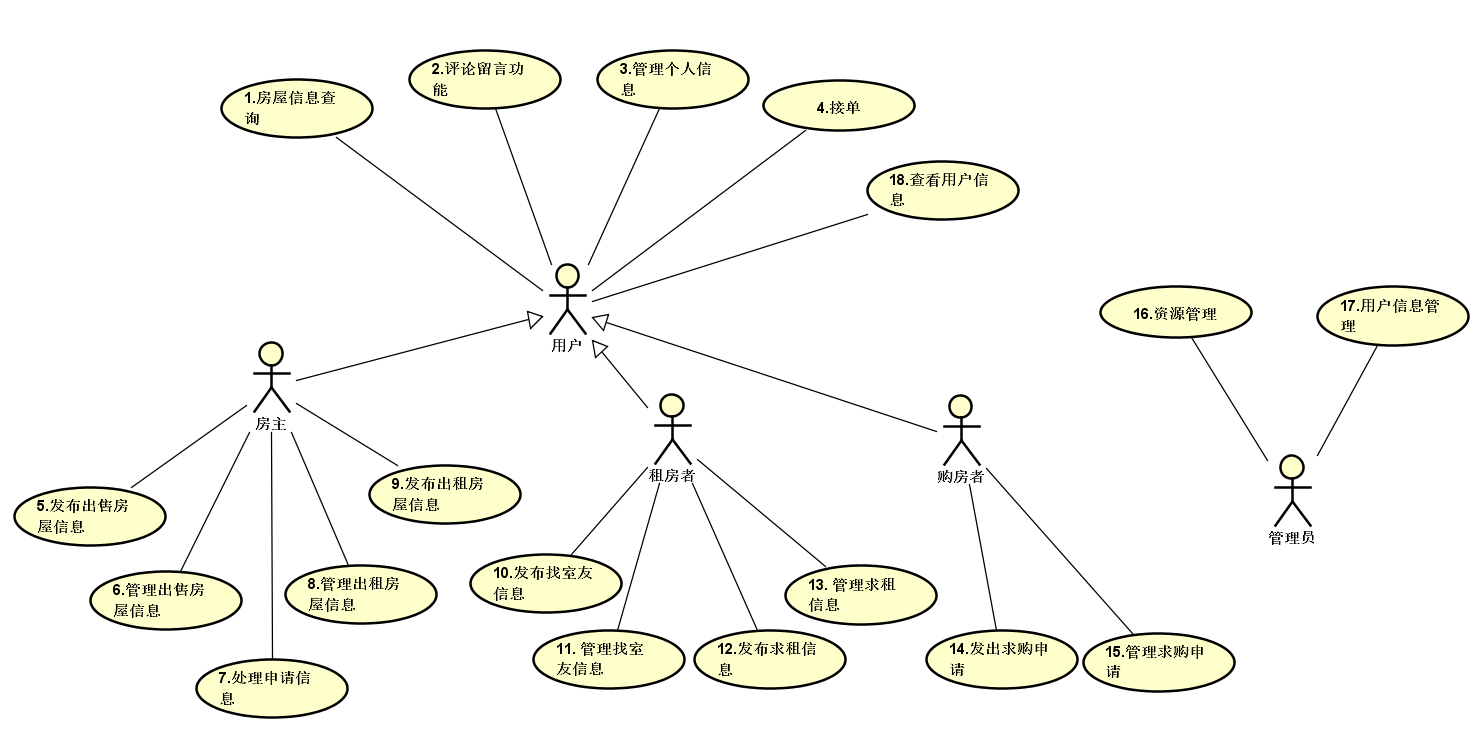 1.房屋信息查
询
2.评论留言功
能
3.管理个人信
息
4.接单
18.查看用户信
息
用户
16.资源管理
17.用户信息管
理
房主
租房者
购房者
管理员
5.发布出售房
屋信息
6.管理出售房
屋信息
7.处理申请信
息
8.管理出租房
屋信息
9.发布出租房
屋信息
10.发布找室友
信息
11. 管理找室
友信息
12.发布求租信
息
13. 管理求租
信息
14.发出求购申
请
15.管理求购申
请